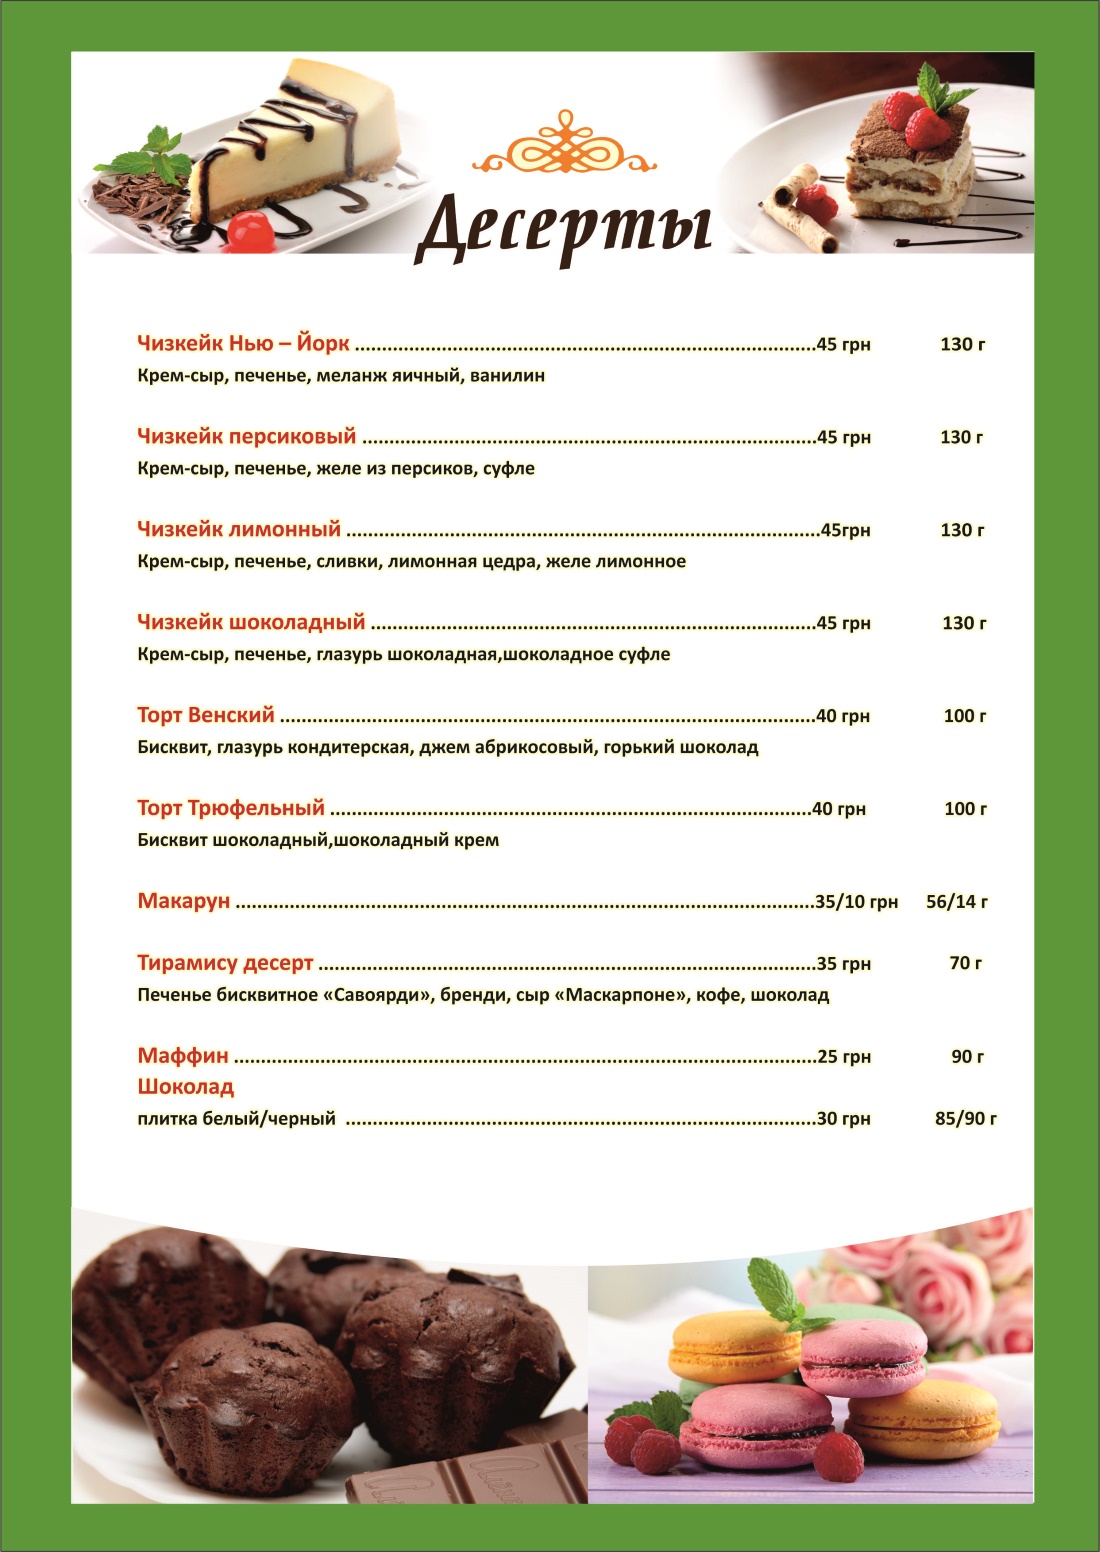 Десерты
Чизкейк Нью – Йорк ....................................................................................45 грн 130 г
Крем-сыр, печенье, меланж яичный, ванилин
Чизкейк персиковый ...................................................................................45 грн 130 г
Крем-сыр, печенье, желе из персиков, суфле
Чизкейк лимонный ......................................................................................45грн 130 г
Крем-сыр, печенье, сливки, лимонная цедра, желе лимонное
Чизкейк шоколадный .................................................................................45 грн 130 г
Крем-сыр, печенье, глазурь шоколадная,шоколадное суфле
Торт Венский .................................................................................................40 грн 100 г
Бисквит, глазурь кондитерская, джем абрикосовый, горький шоколад
Торт Трюфельный .......................................................................................40 грн 100 г
Бисквит шоколадный,шоколадный крем
Макарун .........................................................................................................35/10 грн 56/14 г
Тирамису десерт ..........................................................................................35 грн 70 г
Печенье бисквитное «Савоярди», бренди, сыр «Маскарпоне», кофе, шоколад
Маффин .........................................................................................................25 грн 90 г
Шоколад
плитка белый/черный .....................................................................................30 грн 85/90 г